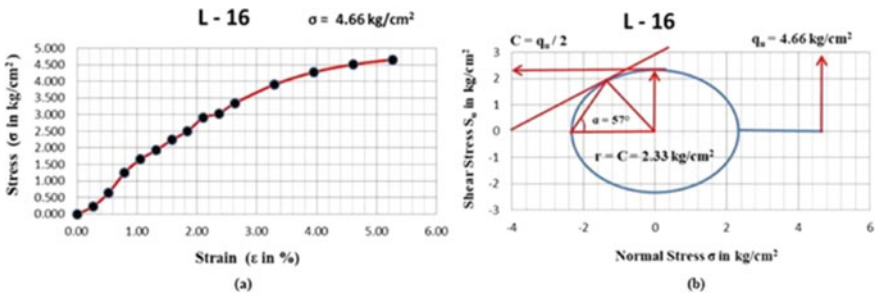 L - 16
σ = 4.66 kg/cm²
Stress (σ in kg/cm²)
5.000
4.500
4.000
3.500
3.000
2.500
2.000
1.500
1.000
0.500
0.000
0.00 1.00 2.00 3.00 4.00 5.00 6.00
Strain (ε in %)
(a)
L - 16
C = qᵤ / 2
qᵤ = 4.66 kg/cm²
Shear Stress Sᵤ in kg/cm²
3
2
1
0
-1
-2
-3
α = 57°
r = C = 2.33 kg/cm²
-4 -2 0 2 4 6
Normal Stress σ in kg/cm²
(b)